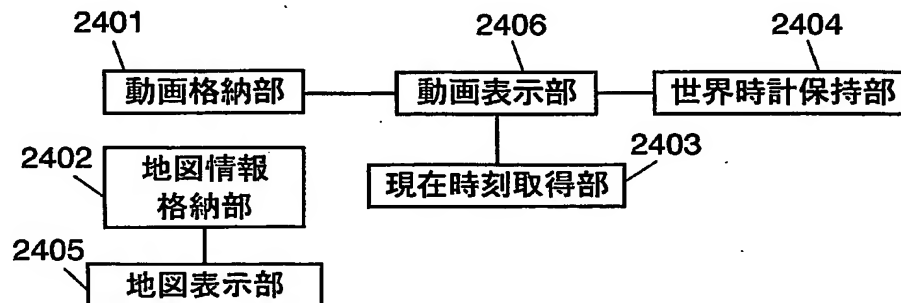 2401
2406
2404
動画格納部
動画表示部
世界時計保持部
2402
地図情報
格納部
2403
現在時刻取得部
2405
地図表示部